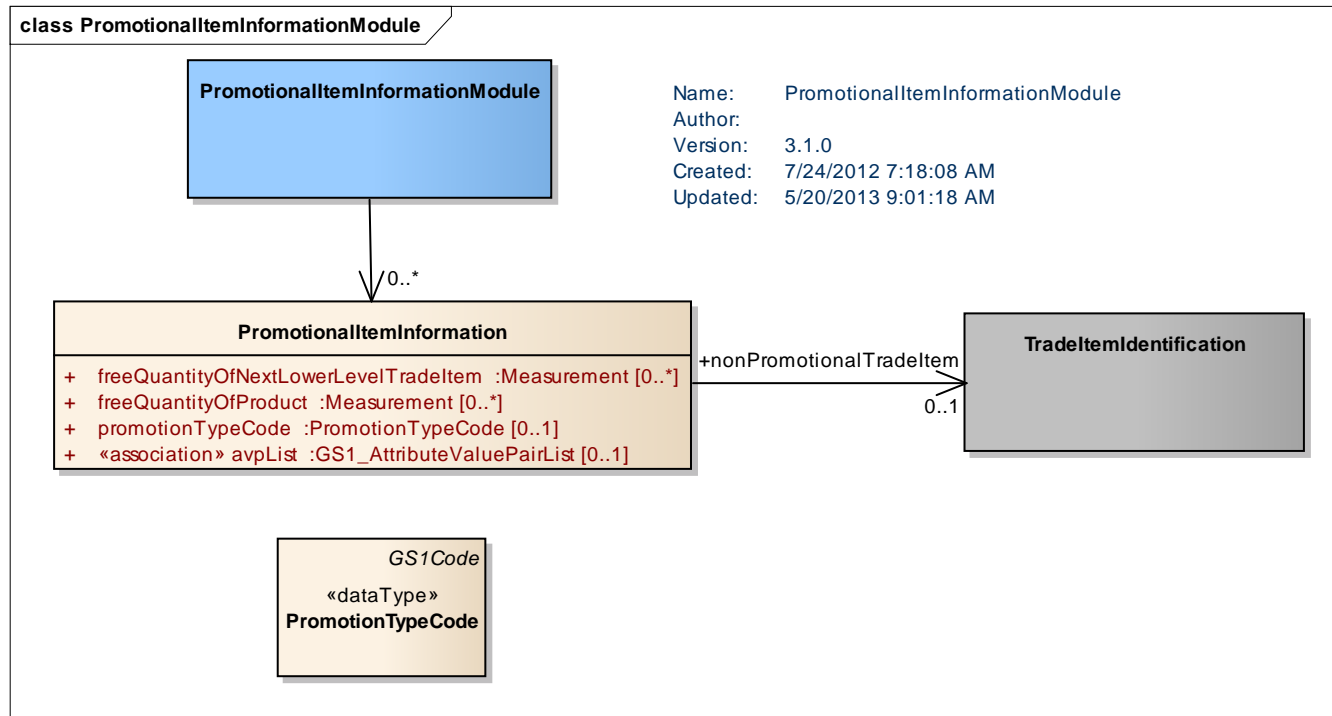 class PromotionalItemInformationModule
PromotionalItemInformationModule
Name: PromotionalItemInformationModule
Author:
Version: 3.1.0
Created: 7/24/2012 7:18:08 AM
Updated: 5/20/2013 9:01:18 AM
0..*
PromotionalItemInformation
+ freeQuantityOfNextLowerLevelTradeItem :Measurement [0..*]
+ freeQuantityOfProduct :Measurement [0..*]
+ promotionTypeCode :PromotionTypeCode [0..1]
+ «association» avpList :GS1_AttributeValuePairList [0..1]
+nonPromotionalTradeItem
0..1
TradeItemIdentification
GS1Code
«dataType»
PromotionTypeCode